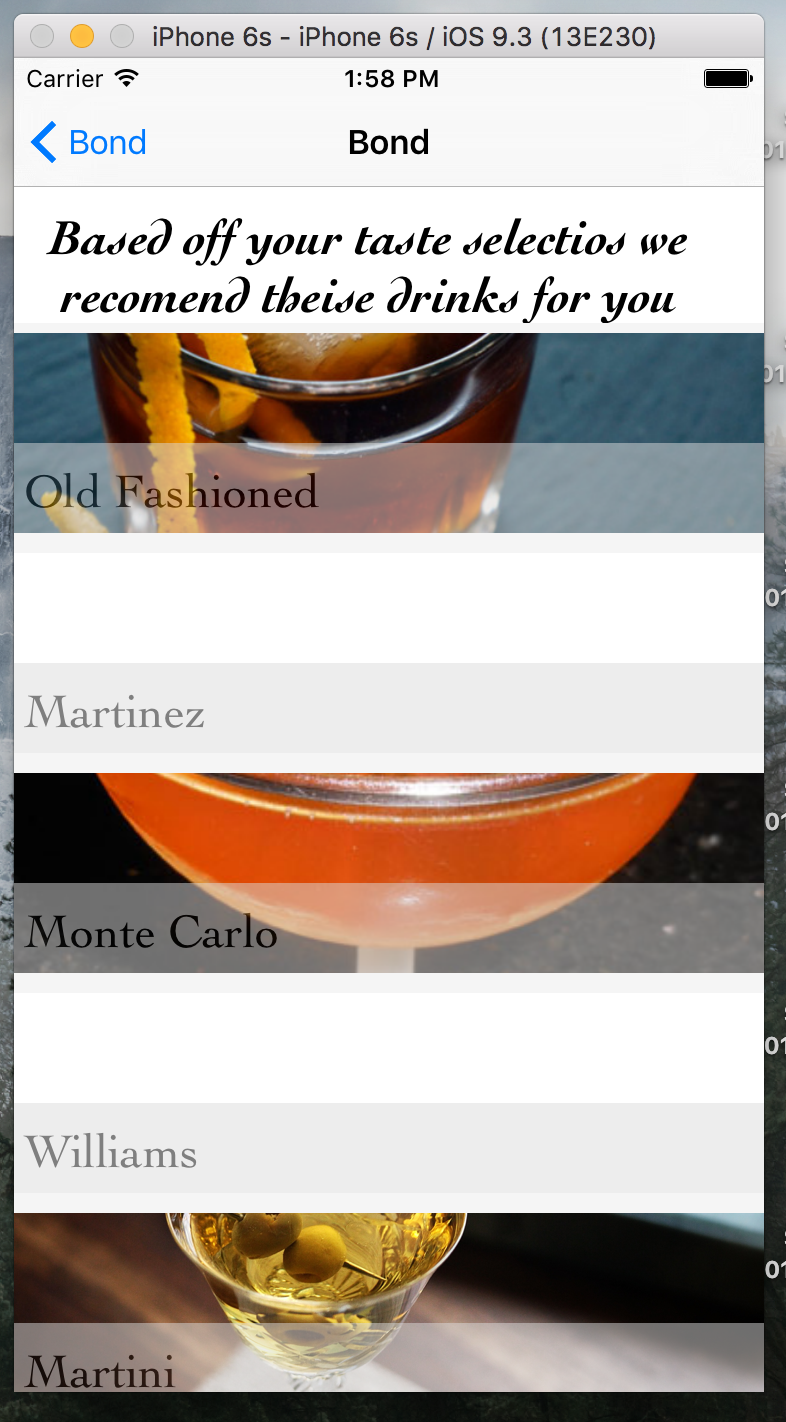 iPhone 6s - iPhone 6s / iOS 9.3 (13E230)
Carrier 1:58 PM
Bond Bond
Based off your taste selectios we
recomend theise drinks for you
Old Fashioned
Martinez
Monte Carlo
Williams
Martini